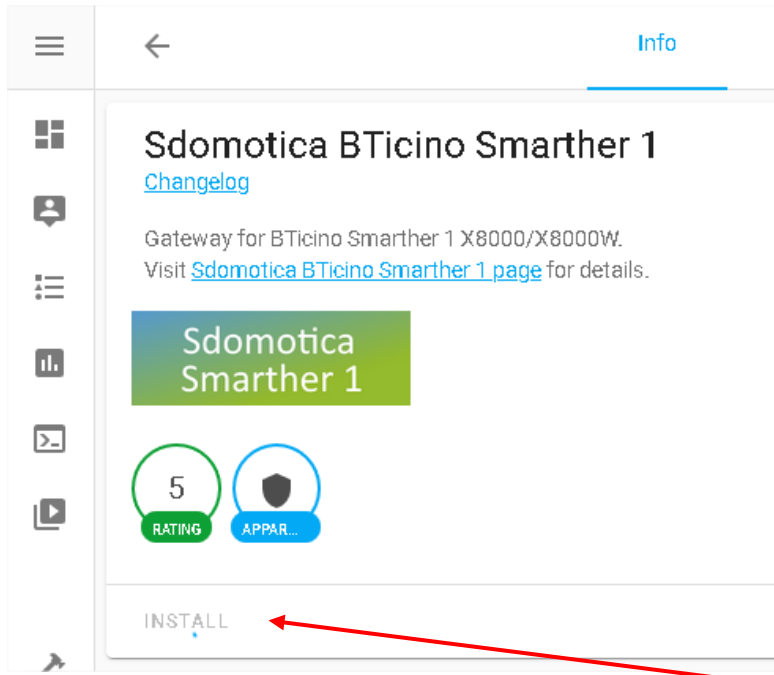 Info
Sdomotica BTicino Smarther 1
Changelog
Gateway for BTicino Smarther 1 X8000/X8000W.
Visit Sdomotica BTicino Smarther 1 page for details.
Sdomotica
Smarther 1
5
RATING
APPAR...
INSTALL